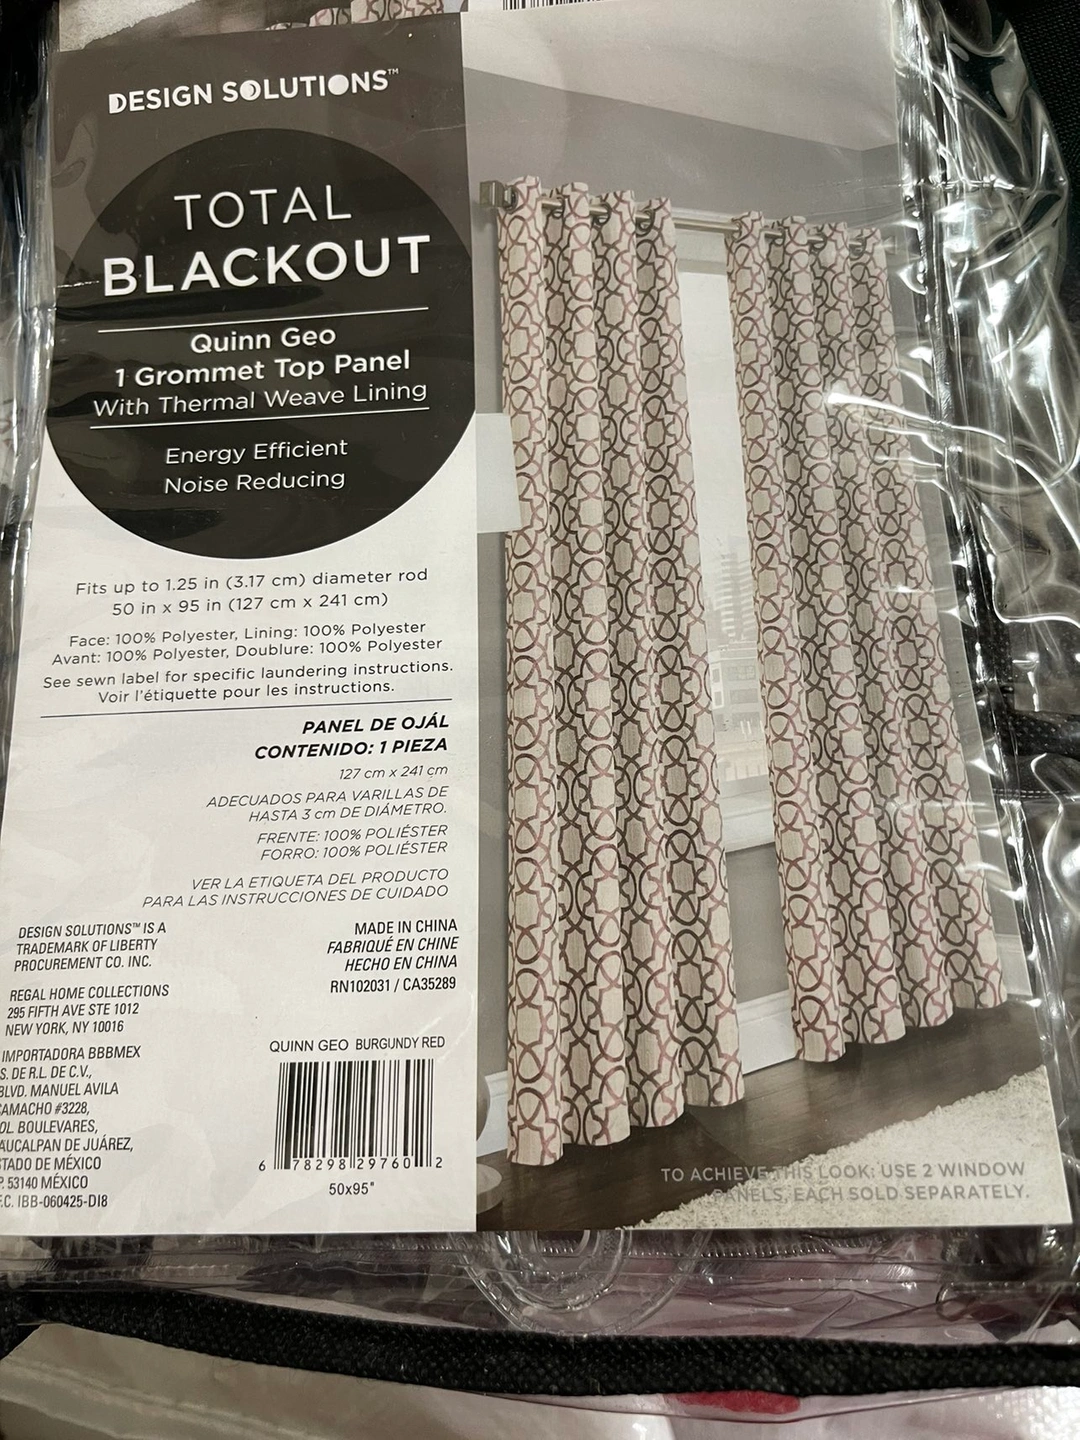 DESIGN SOLUTIONS™
TOTAL
BLACKOUT
Quinn Geo
1 Grommet Top Panel
With Thermal Weave Lining
Energy Efficient
Noise Reducing
Fits up to 1.25 in (3.17 cm) diameter rod
50 in x 95 in (127 cm x 241 cm)
Face: 100% Polyester, Lining: 100% Polyester
Avant: 100% Polyester, Doublure: 100% Polyester
See sewn label for specific laundering instructions.
Voir l'étiquette pour les instructions.
PANEL DE OJÁL
CONTENIDO: 1 PIEZA
127 cm x 241 cm
ADECUADOS PARA VARILLAS DE
HASTA 3 cm DE DIÁMETRO.
FRENTE: 100% POLIÉSTER
FORRO: 100% POLIÉSTER
VER LA ETIQUETA DEL PRODUCTO
PARA LAS INSTRUCCIONES DE CUIDADO
DESIGN SOLUTIONS™ IS A
TRADEMARK OF LIBERTY
PROCUREMENT CO. INC.
REGAL HOME COLLECTIONS
295 FIFTH AVE STE 1012
NEW YORK, NY 10016
IMPORTADORA BBBMEX
S. DE R.L. DE C.V.,
BLVD. MANUEL AVILA
CAMACHO #3228,
OL. BOULEVARES,
AUCALPAN DE JUÁREZ,
TADO DE MÉXICO
P. 53140 MÉXICO
F.C. IBB-060425-DI8
MADE IN CHINA
FABRIQUÉ EN CHINE
HECHO EN CHINA
RN102031 / CA35289
QUINN GEO BURGUNDY RED
6 78298 29760 2
50x95"
TO ACHIEVE THIS LOOK: USE 2 WINDOW
PANELS, EACH SOLD SEPARATELY.